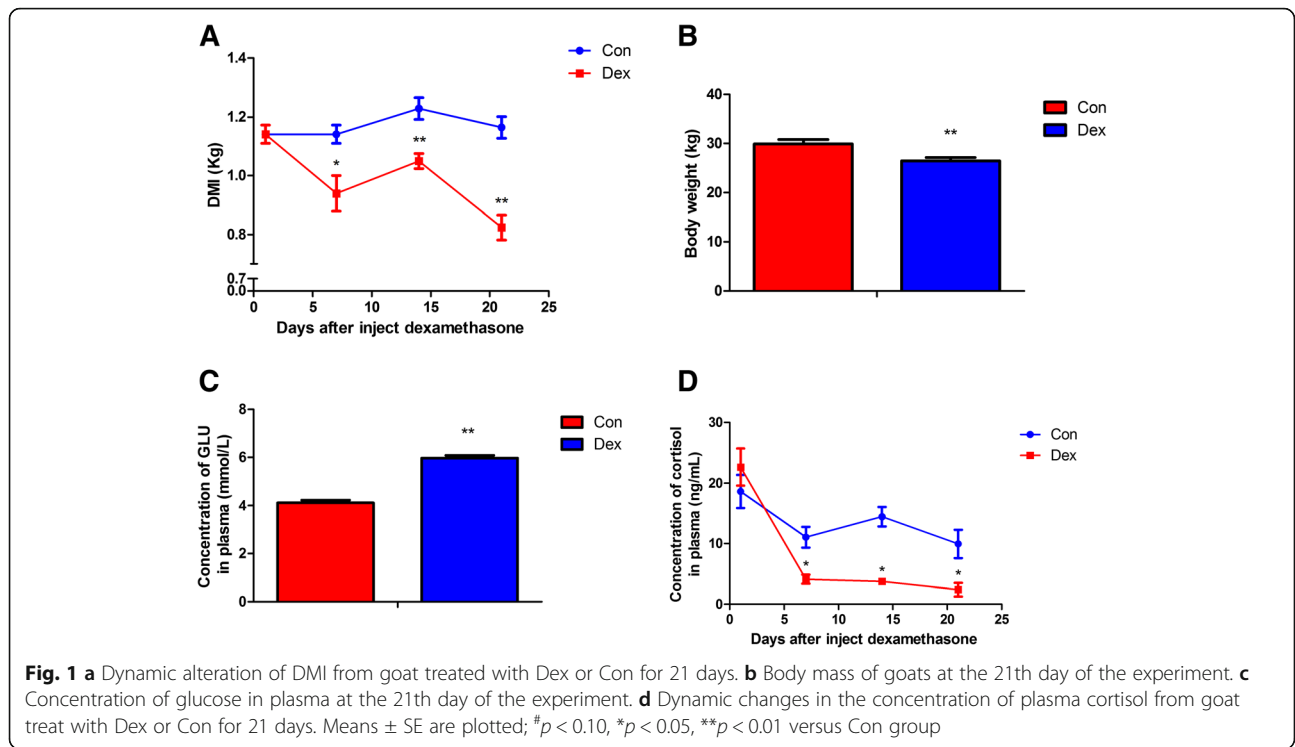 A
1.4
1.2
1.0
0.8
0.7
0.0
DMI (Kg)
0 5 10 15 20 25
Days after inject dexamethasone
Con
Dex
*
**
**
B
40
30
20
10
0
Body weight (kg)
**
Con
Dex
C
8
6
4
2
0
Concentration of GLU
in plasma (mmol/L)
**
Con
Dex
D
30
20
10
0
Concentration of cortisol
in plasma (ng/mL)
0 5 10 15 20 25
Days after inject dexamethasone
Con
Dex
*
*
*
Fig. 1 a Dynamic alteration of DMI from goat treated with Dex or Con for 21 days. b Body mass of goats at the 21th day of the experiment. c
Concentration of glucose in plasma at the 21th day of the experiment. d Dynamic changes in the concentration of plasma cortisol from goat
treat with Dex or Con for 21 days. Means ± SE are plotted; #p < 0.10, *p < 0.05, **p < 0.01 versus Con group